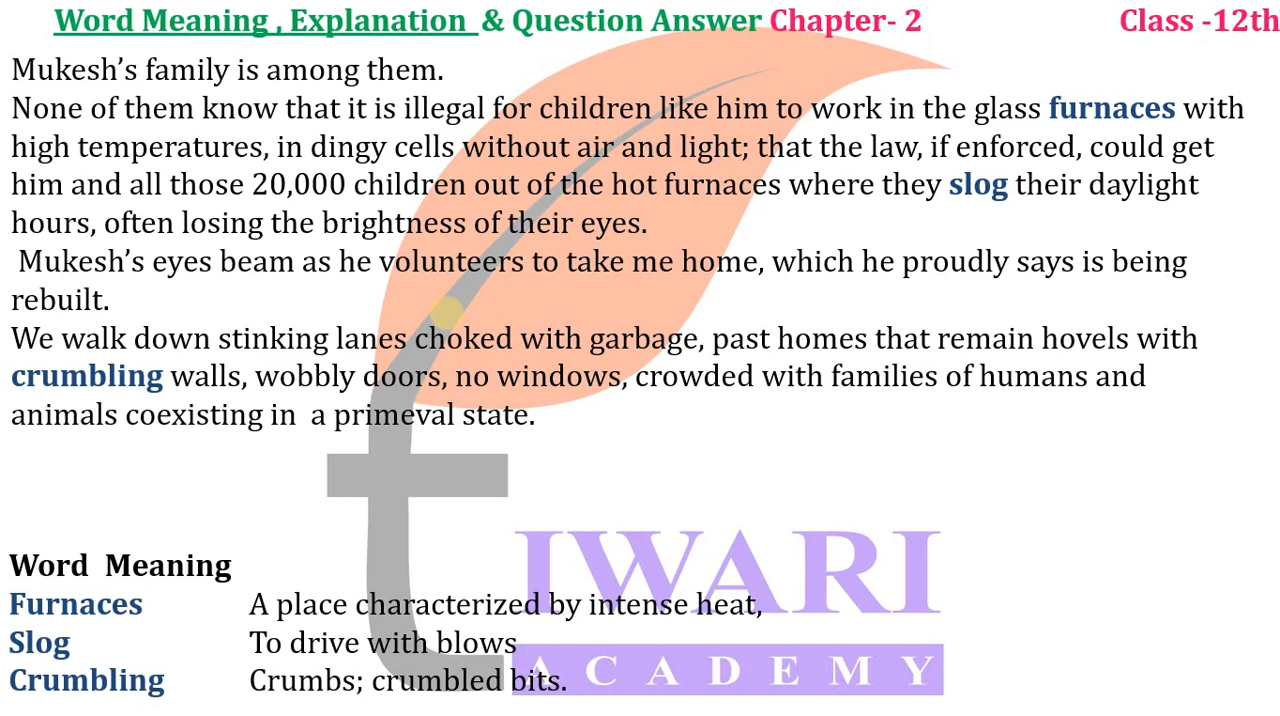 Word Meaning , Explanation & Question Answer Chapter- 2 Class -12th
Mukesh's family is among them.
None of them know that it is illegal for children like him to work in the glass furnaces with
high temperatures, in dingy cells without air and light; that the law, if enforced, could get
him and all those 20,000 children out of the hot furnaces where they slog their daylight
hours, often losing the brightness of their eyes.
Mukesh's eyes beam as he volunteers to take me home, which he proudly says is being
rebuilt.
We walk down stinking lanes choked with garbage, past homes that remain hovels with
crumbling walls, wobbly doors, no windows, crowded with families of humans and
animals coexisting in a primeval state.
Word Meaning
Furnaces A place characterized by intense heat,
Slog To drive with blows
Crumbling Crumbs; crumbled bits.
tIWARI
ACADEMY